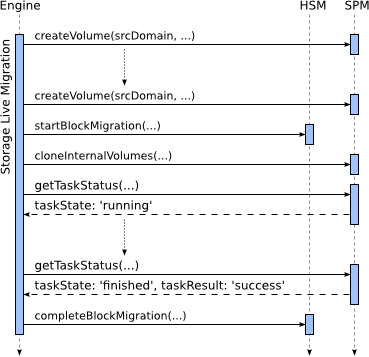 Engine HSM SPM
Storage Live Migration
createVolume(srcDomain, ...)
createVolume(srcDomain, ...)
startBlockMigration(...)
cloneInternalVolumes(...)
getTaskStatus(...)
taskState: 'running'
getTaskStatus(...)
taskState: 'finished', taskResult: 'success'
completeBlockMigration(...)